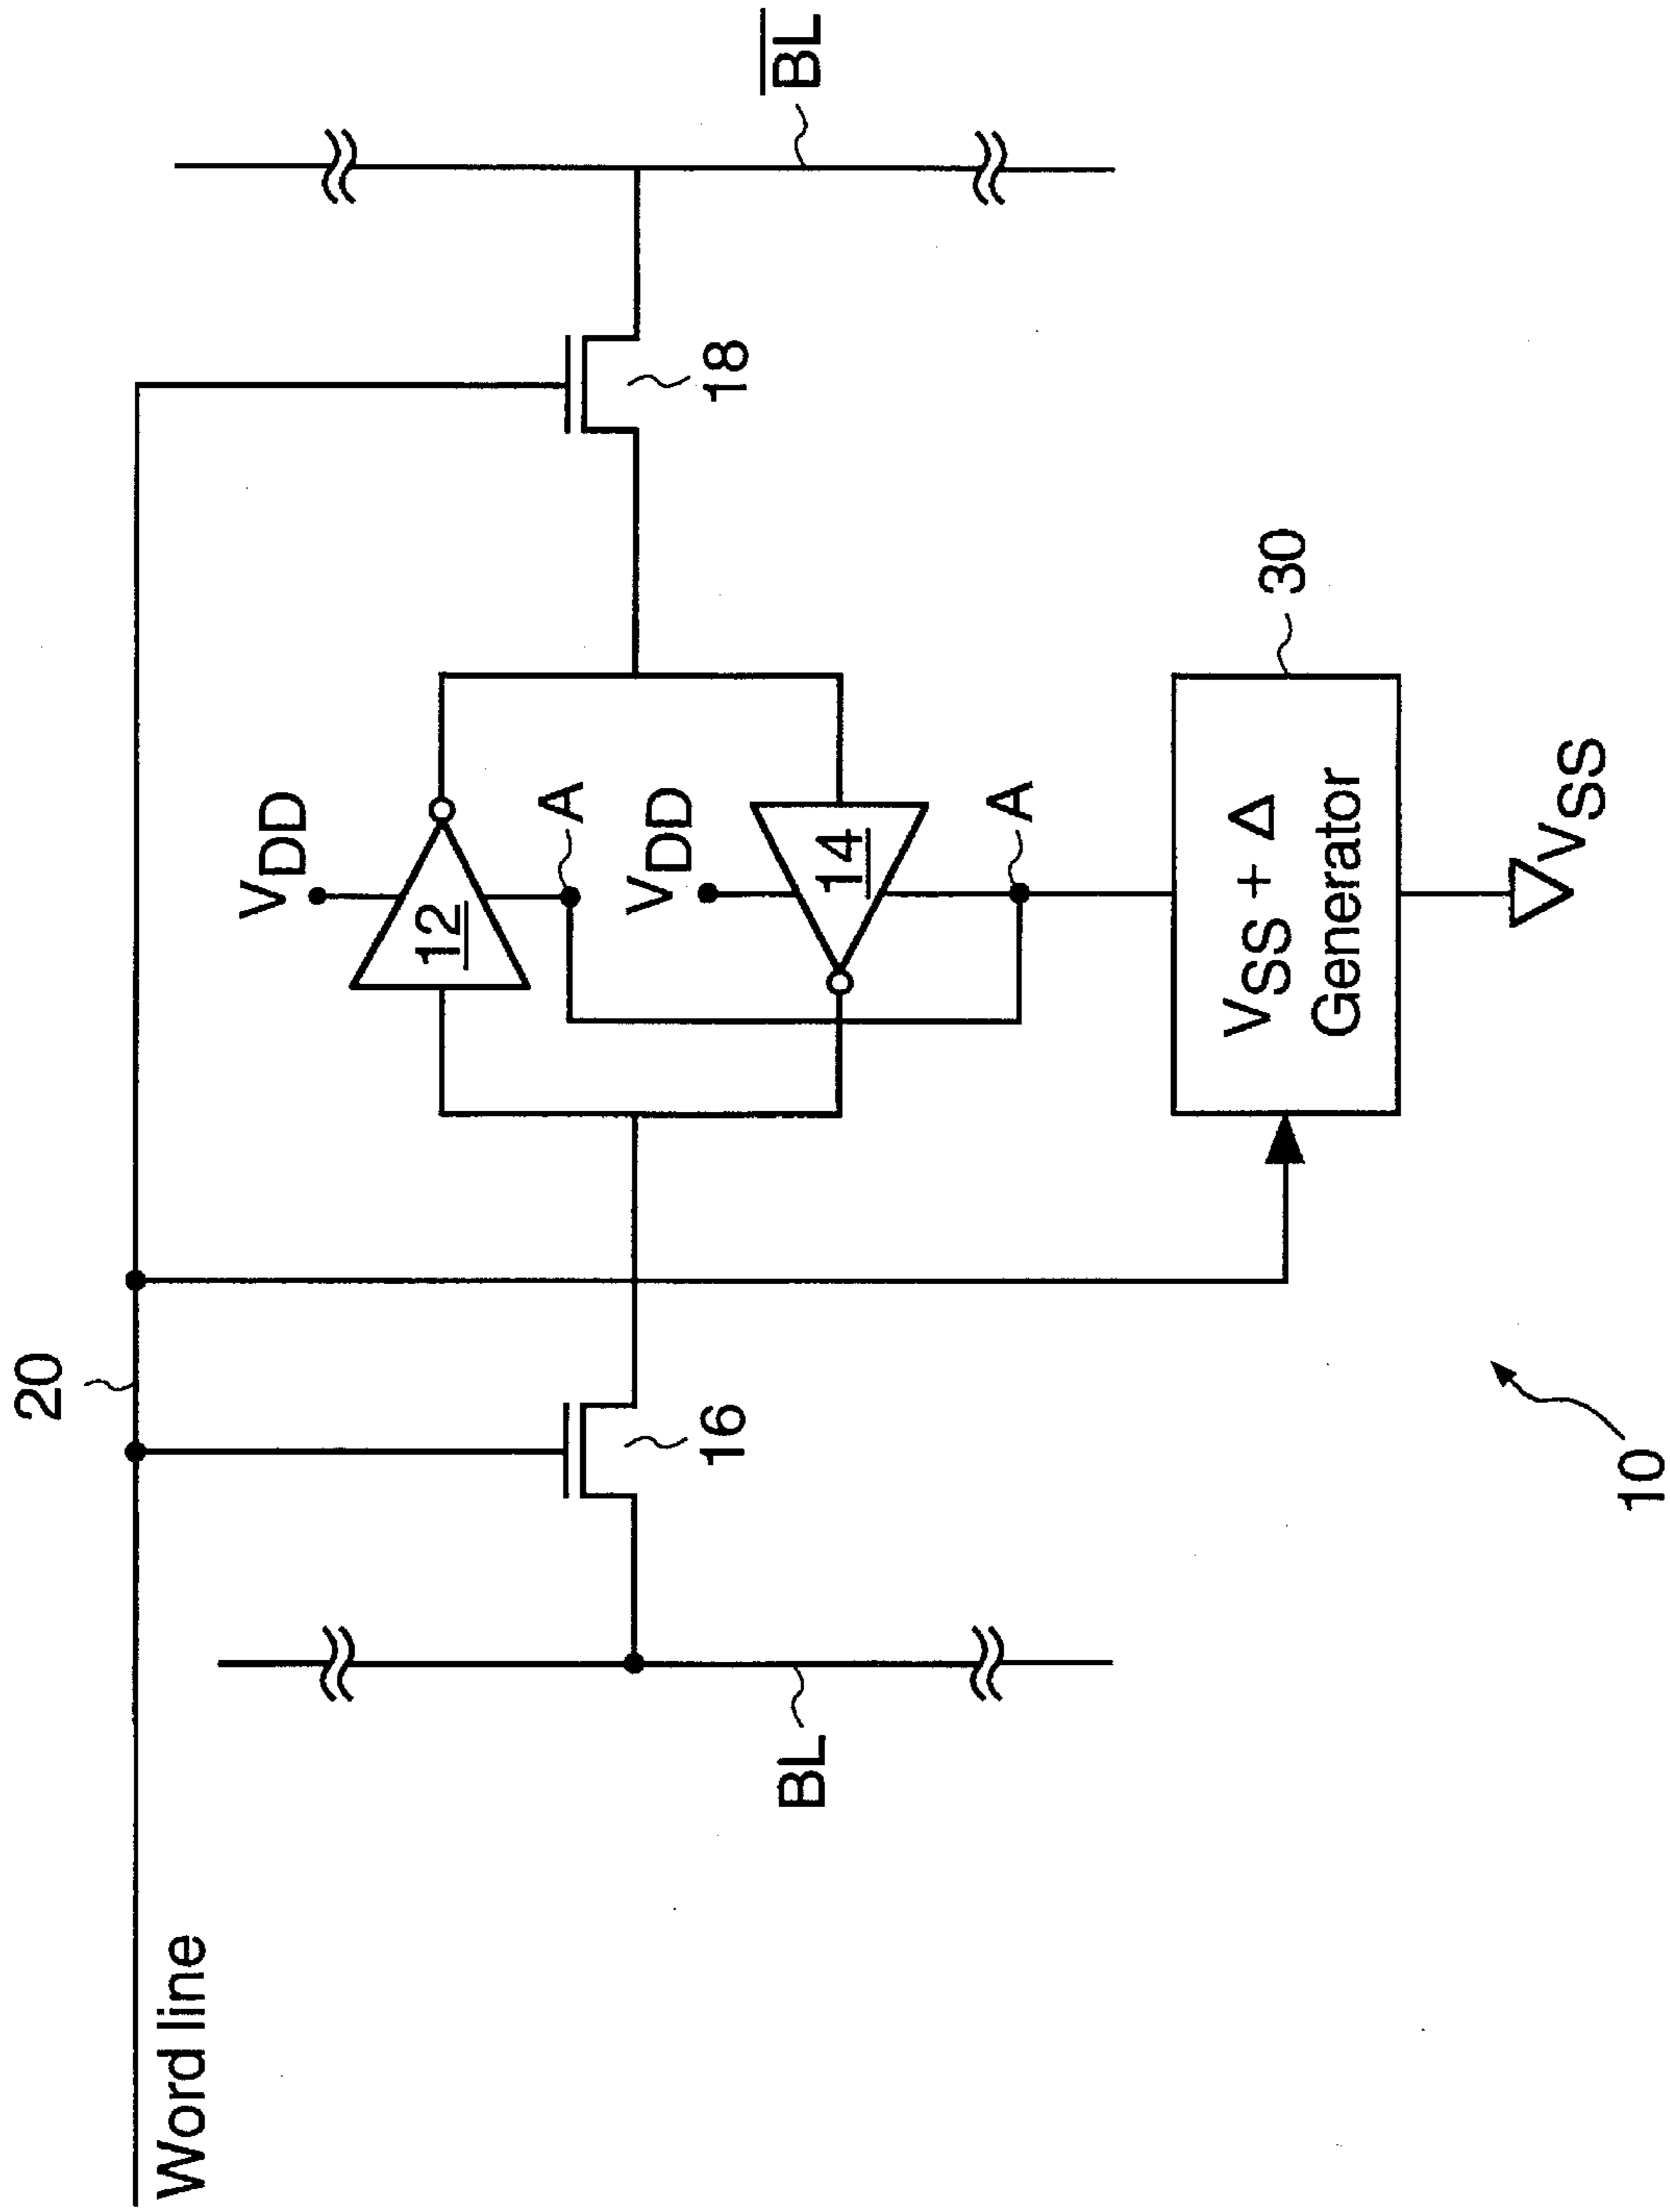 Word line
20
BL
16
10
VDD
12
A
VDD
14
A
VSS + Δ
Generator
30
VSS
18
BL